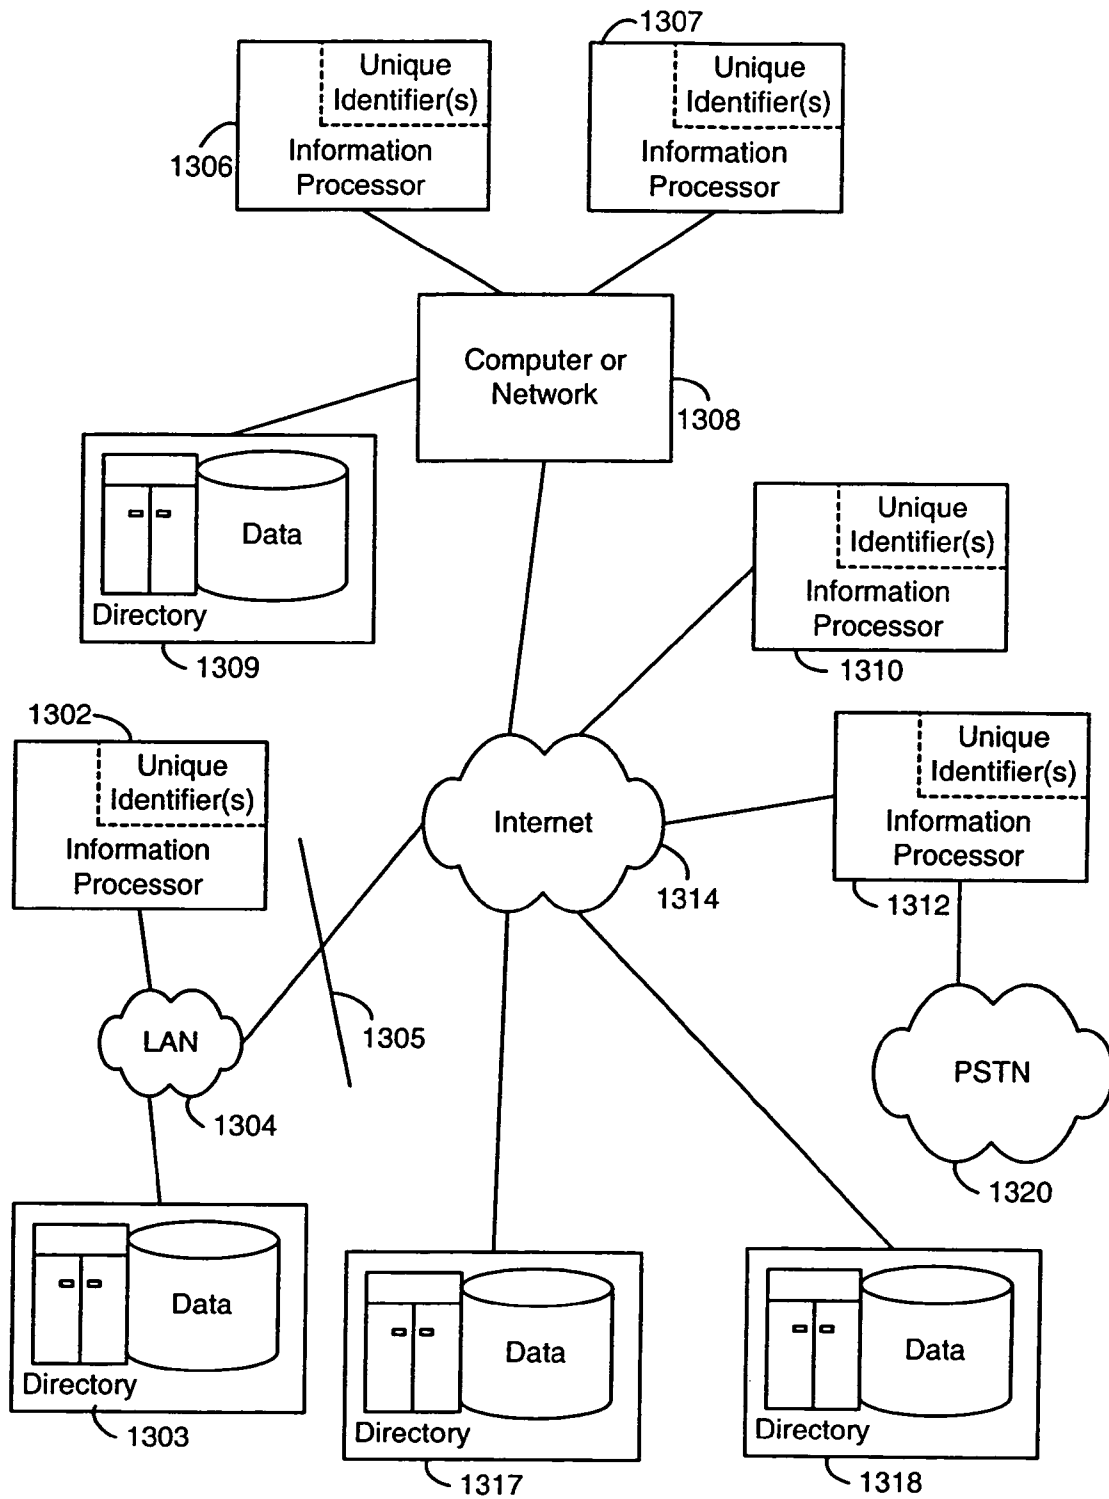 1307
Unique
Identifier(s)
Information
Processor
1306
Unique
Identifier(s)
Information
Processor
Computer or
Network
1308
Data
Directory
1309
Unique
Identifier(s)
Information
Processor
1310
1302
Unique
Identifier(s)
Information
Processor
Internet
1314
Unique
Identifier(s)
Information
Processor
1312
LAN
1304
1305
PSTN
1320
Data
Directory
1303
Data
Directory
1317
Data
Directory
1318